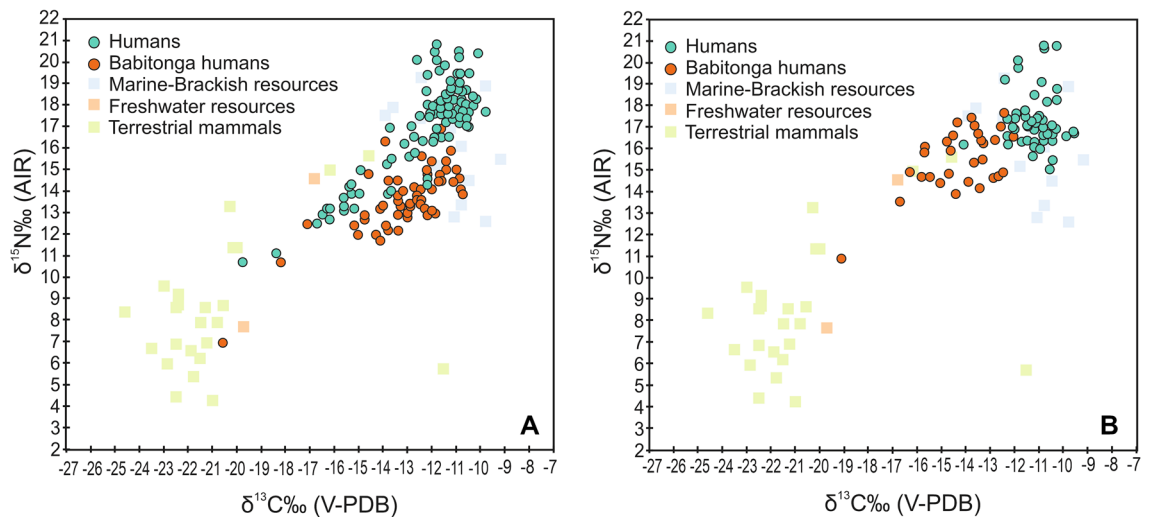 22
21
20
19
18
17
16
15
14
13
12
11
10
9
8
7
6
5
4
3
2
δ¹⁵N‰ (AIR)
Humans
Babitonga humans
Marine-Brackish resources
Freshwater resources
Terrestrial mammals
A
-27 -26 -25 -24 -23 -22 -21 -20 -19 -18 -17 -16 -15 -14 -13 -12 -11 -10 -9 -8 -7
δ¹³C‰ (V-PDB)
22
21
20
19
18
17
16
15
14
13
12
11
10
9
8
7
6
5
4
3
2
δ¹⁵N‰ (AIR)
Humans
Babitonga humans
Marine-Brackish resources
Freshwater resources
Terrestrial mammals
B
-27 -26 -25 -24 -23 -22 -21 -20 -19 -18 -17 -16 -15 -14 -13 -12 -11 -10 -9 -8 -7
δ¹³C‰ (V-PDB)